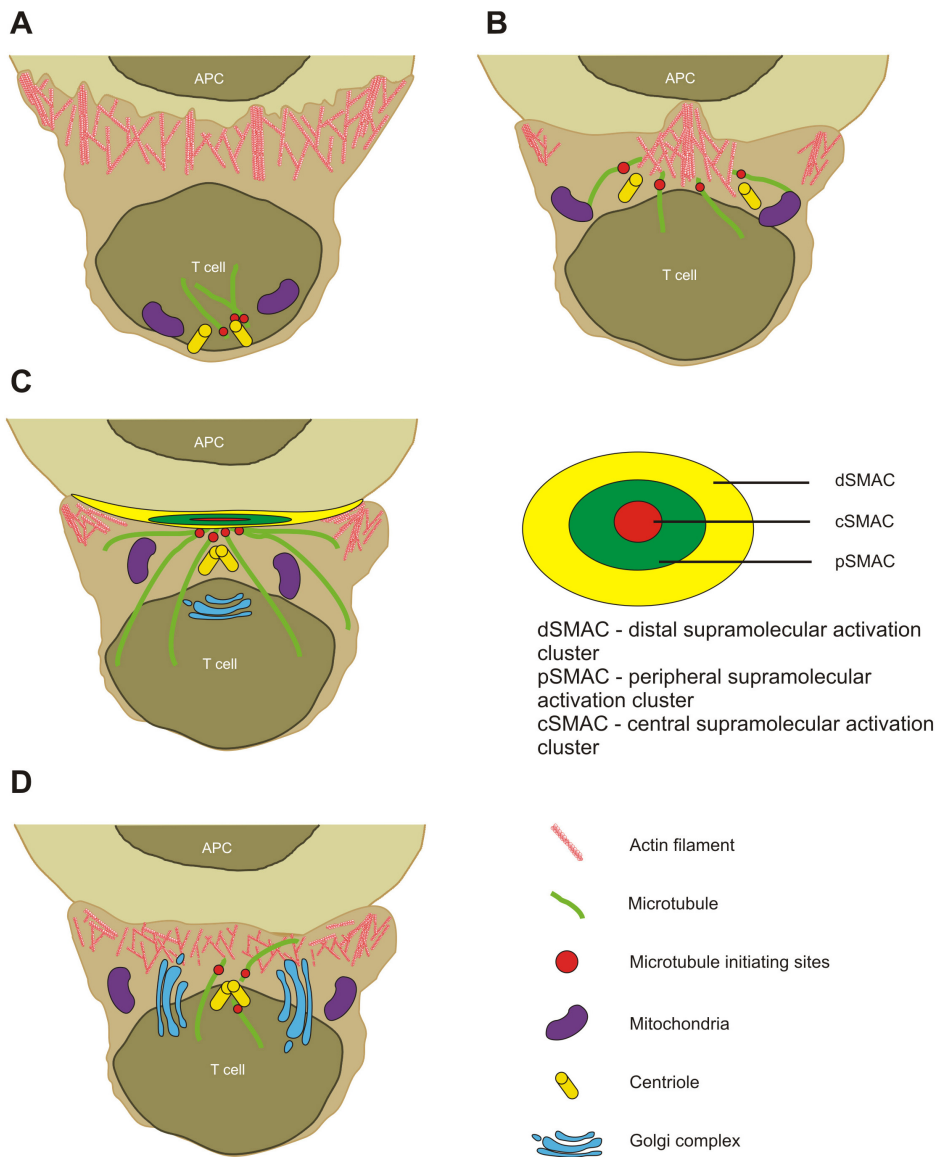 A
B
APC
APC
T cell
T cell
C
APC
T cell
dSMAC
cSMAC
pSMAC
dSMAC - distal supramolecular activation
cluster
pSMAC - peripheral supramolecular
activation cluster
cSMAC - central supramolecular activation
cluster
D
APC
T cell
Actin filament
Microtubule
Microtubule initiating sites
Mitochondria
Centriole
Golgi complex